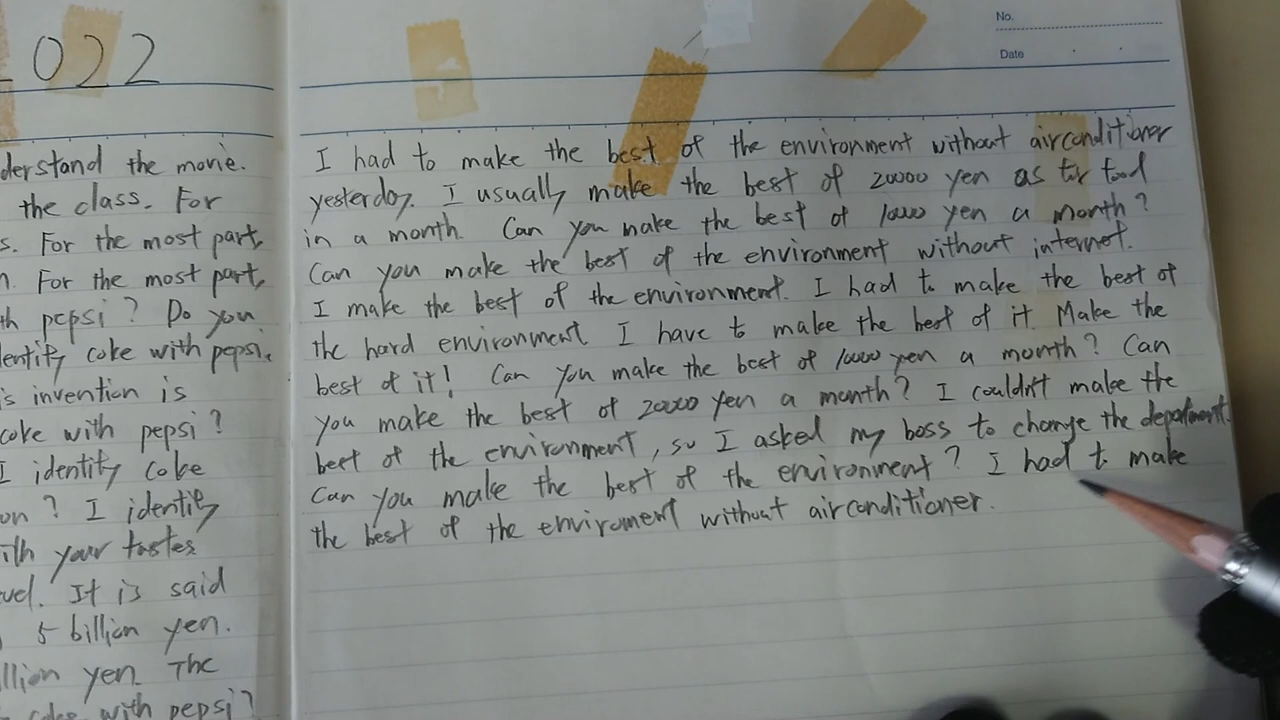 022
derstand the movie.
the class. For
s. For the most part,
n. For the most part,
th pepsi? Do you
dentify coke with pepsi.
is invention is
coke with pepsi?
I identify coke
on? I identify
ith your tastes
vel. It is said
5 billion yen.
llion yen. The
coke with pepsi?
No.
Date
I had to make the best of the environment without airconditioner
yesterday. I usually make the best of 20000 yen as for food
in a month. Can you make the best of 10000 yen a month?
Can you make the best of the environment without internet.
I make the best of the environment. I had to make the best of
the hard environment. I have to make the best of it. Make the
best of it! Can you make the best of 10000 yen a month? Can
you make the best of 20000 yen a month? I couldn't make the
best of the environment, so I asked my boss to change the department.
Can you make the best of the environment? I had to make
the best of the enviroment without airconditioner.